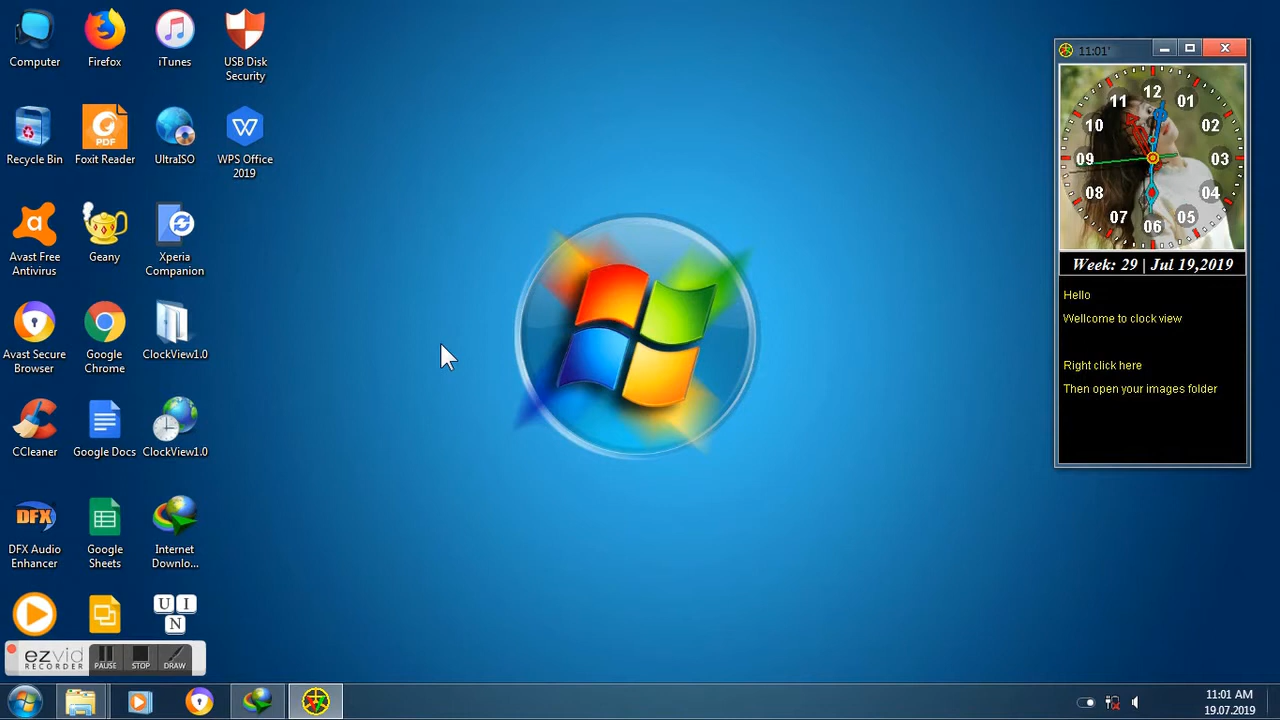 Computer
Firefox
iTunes
USB Disk
Security
Recycle Bin
PDF
Foxit Reader
UltraISO
W
WPS Office
2019
a
Avast Free
Antivirus
Geany
Xperia
Companion
Avast Secure
Browser
Google
Chrome
ClockView1.0
CCleaner
Google Docs
ClockView1.0
DFX
DFX Audio
Enhancer
Google
Sheets
Internet
Downlo...
U I
N
ezvid
RECORDER
PAUSE
STOP
DRAW
11:01'
12
01
02
03
04
05
06
07
08
09
10
11
Week: 29 | Jul 19,2019
Hello
Wellcome to clock view
Right click here
Then open your images folder
11:01 AM
19.07.2019